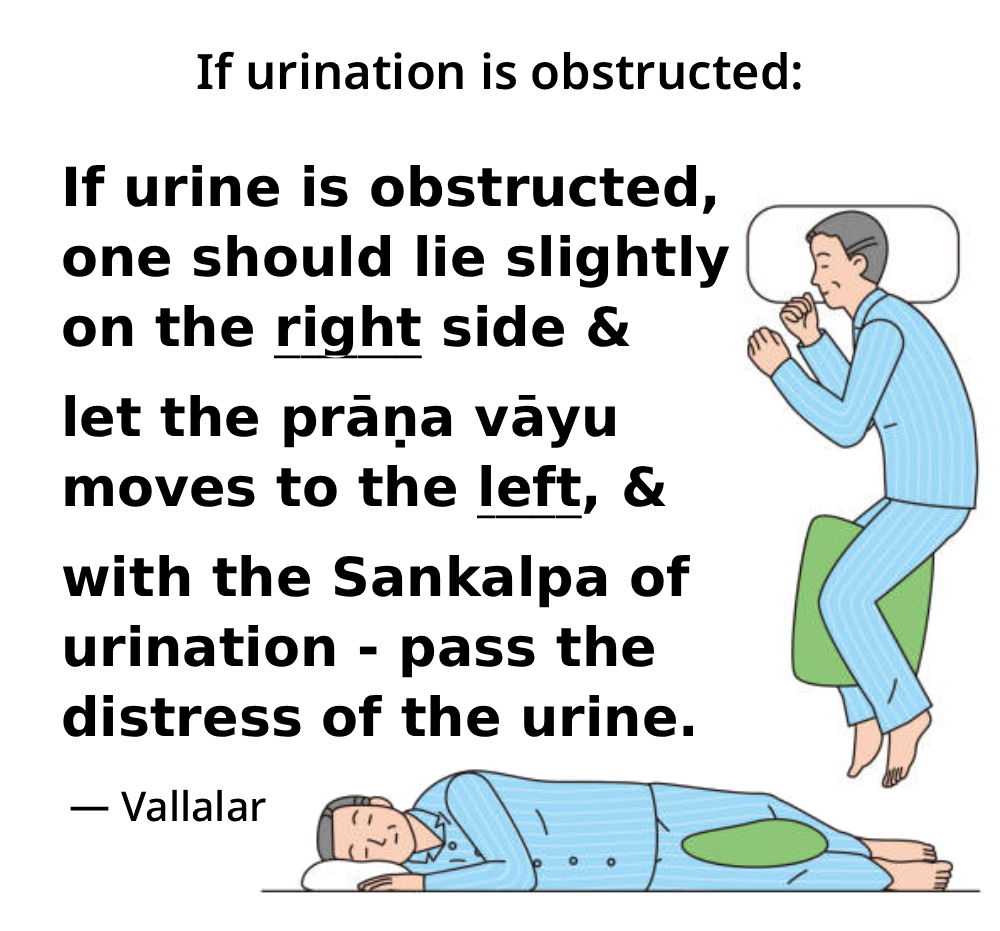 If urination is obstructed:
If urine is obstructed,
one should lie slightly
on the right side &
let the prāṇa vāyu
moves to the left, &
with the Sankalpa of
urination - pass the
distress of the urine.
— Vallalar